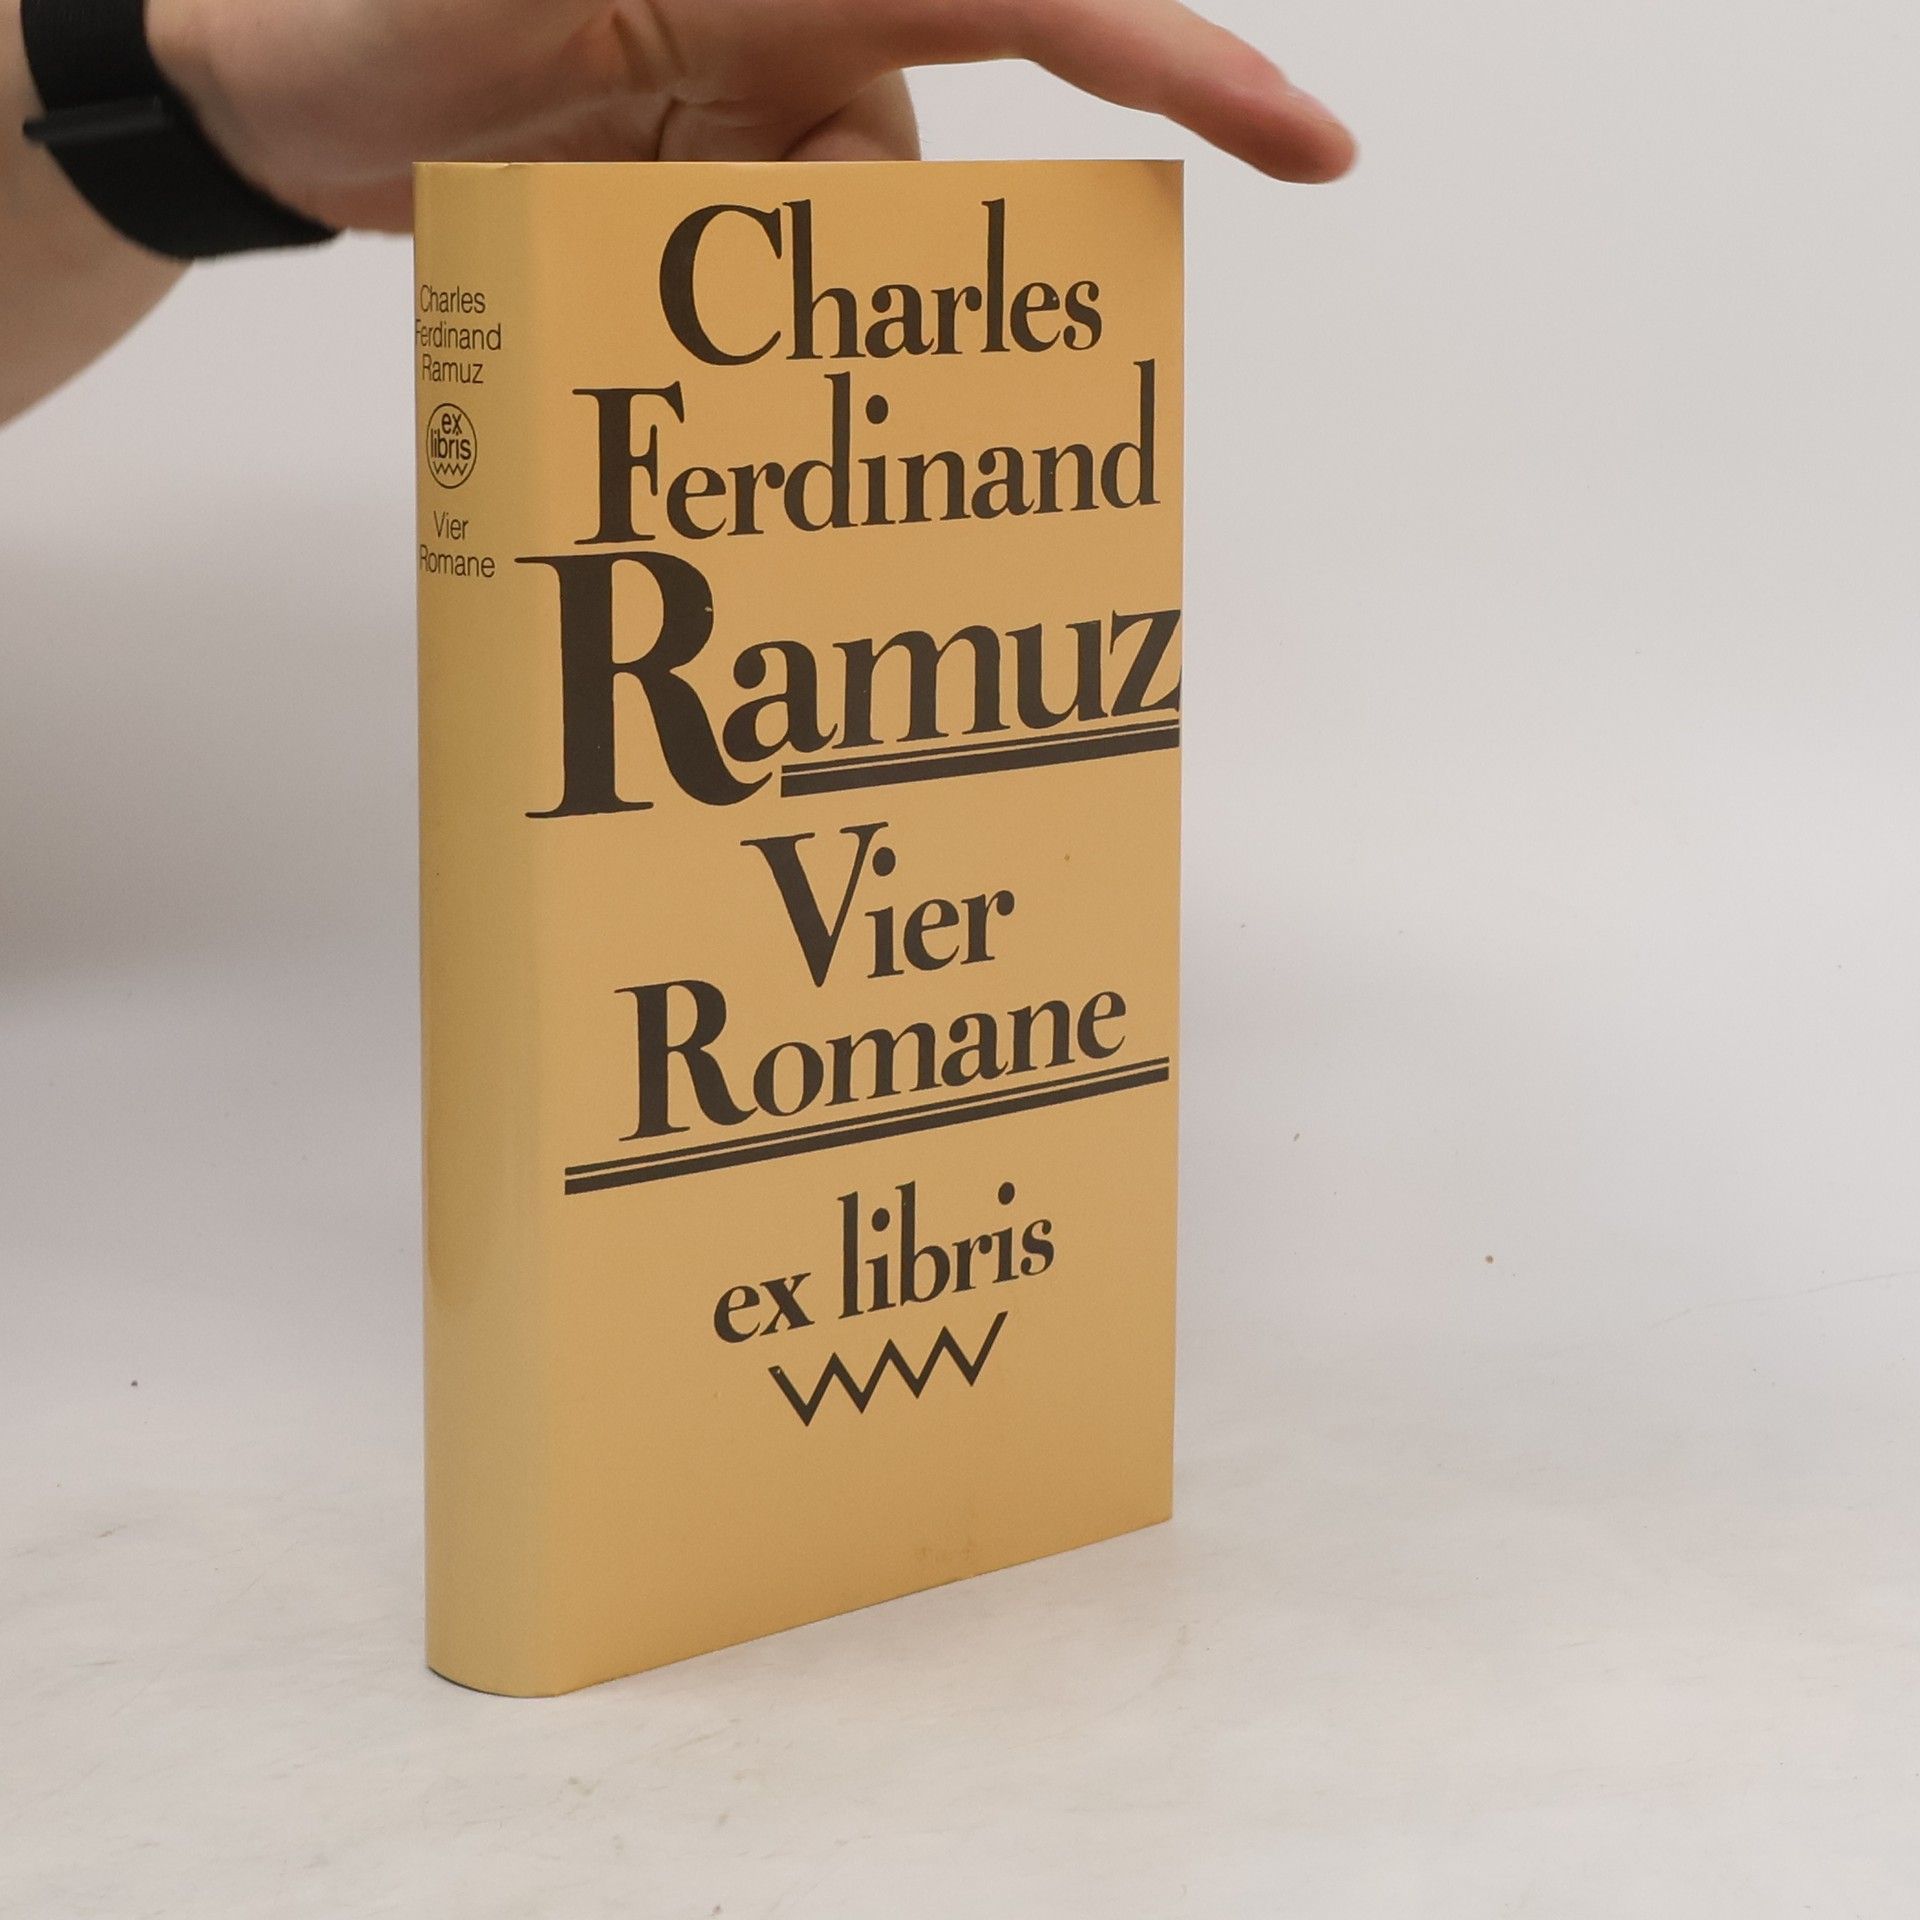 Charles
Ferdinand
Ramuz
ex
libris
Vier
Romane
Charles
Ferdinand
Ramuz
Vier
Romane
ex libris